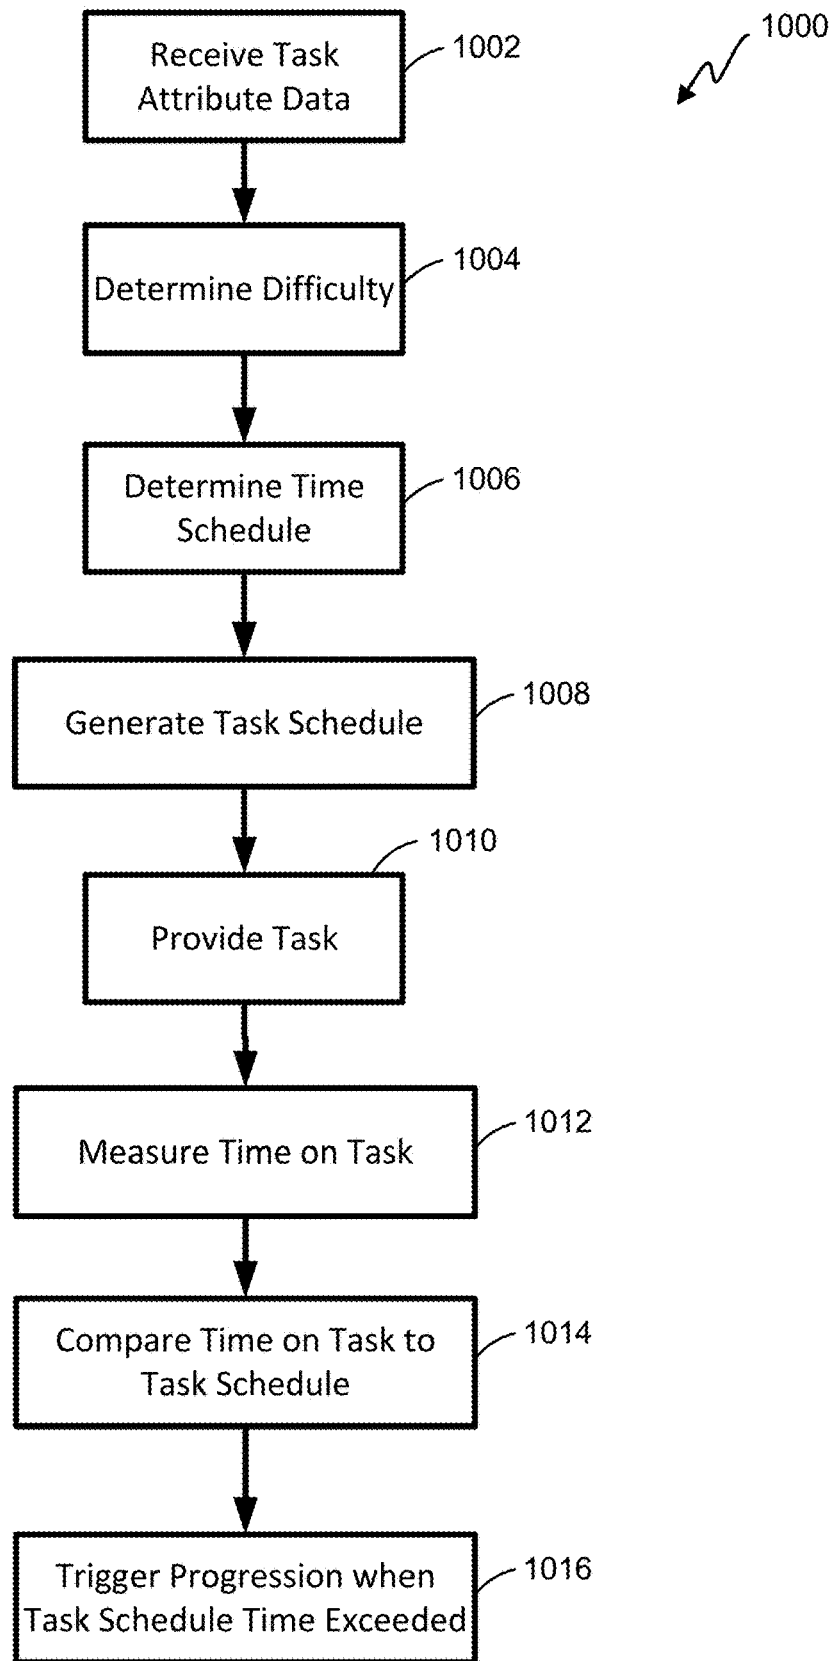 1000
Receive Task
Attribute Data
1002
Determine Difficulty
1004
Determine Time
Schedule
1006
Generate Task Schedule
1008
Provide Task
1010
Measure Time on Task
1012
Compare Time on Task to
Task Schedule
1014
Trigger Progression when
Task Schedule Time Exceeded
1016